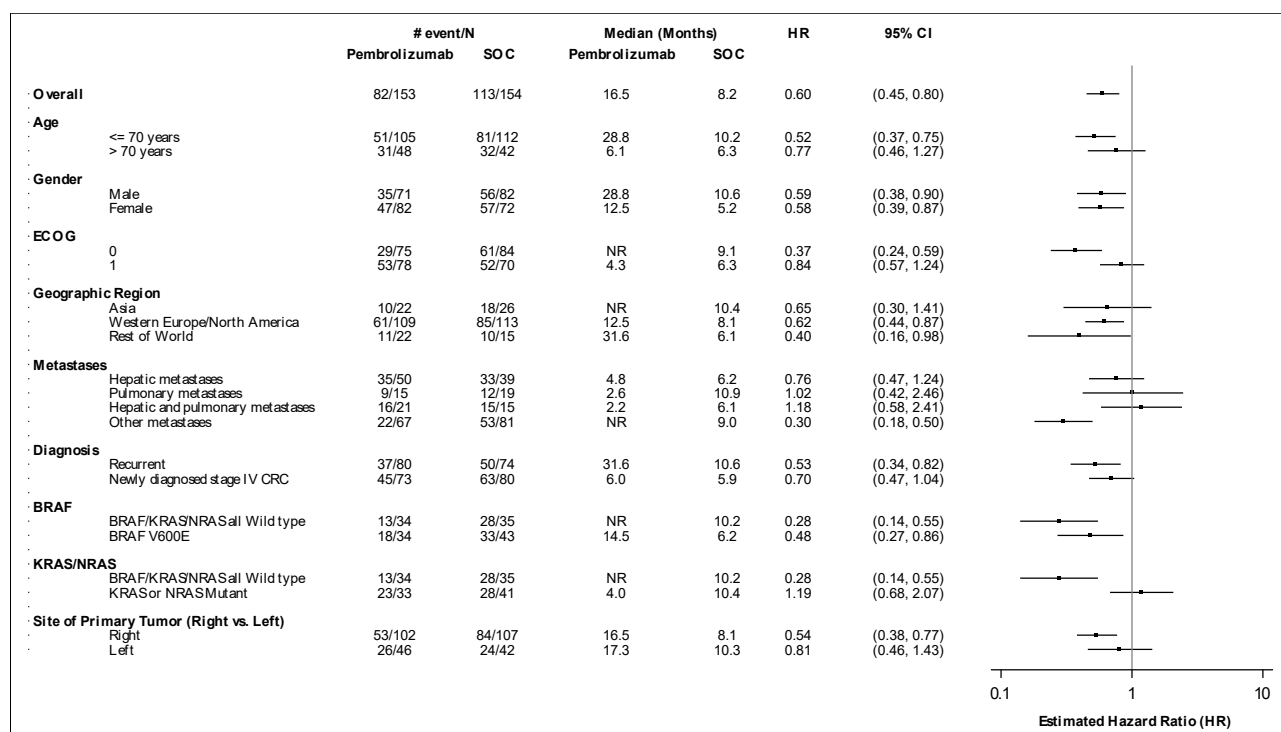 # event/N Median (Months) HR 95% CI
Pembrolizumab SOC Pembrolizumab SOC
Overall 82/153 113/154 16.5 8.2 0.60 (0.45, 0.80)
Age
<= 70 years 51/105 81/112 28.8 10.2 0.52 (0.37, 0.75)
> 70 years 31/48 32/42 6.1 6.3 0.77 (0.46, 1.27)
Gender
Male 35/71 56/82 28.8 10.6 0.59 (0.38, 0.90)
Female 47/82 57/72 12.5 5.2 0.58 (0.39, 0.87)
ECOG
0 29/75 61/84 NR 9.1 0.37 (0.24, 0.59)
1 53/78 52/70 4.3 6.3 0.84 (0.57, 1.24)
Geographic Region
Asia 10/22 18/26 NR 10.4 0.65 (0.30, 1.41)
Western Europe/North America 61/109 85/113 12.5 8.1 0.62 (0.44, 0.87)
Rest of World 11/22 10/15 31.6 6.1 0.40 (0.16, 0.98)
Metastases
Hepatic metastases 35/50 33/39 4.8 6.2 0.76 (0.47, 1.24)
Pulmonary metastases 9/15 12/19 2.6 10.9 1.02 (0.42, 2.46)
Hepatic and pulmonary metastases 16/21 15/15 2.2 6.1 1.18 (0.58, 2.41)
Other metastases 22/67 53/81 NR 9.0 0.30 (0.18, 0.50)
Diagnosis
Recurrent 37/80 50/74 31.6 10.6 0.53 (0.34, 0.82)
Newly diagnosed stage IV CRC 45/73 63/80 6.0 5.9 0.70 (0.47, 1.04)
BRAF
BRAF/KRAS/NRAS all Wild type 13/34 28/35 NR 10.2 0.28 (0.14, 0.55)
BRAF V600E 18/34 33/43 14.5 6.2 0.48 (0.27, 0.86)
KRAS/NRAS
BRAF/KRAS/NRAS all Wild type 13/34 28/35 NR 10.2 0.28 (0.14, 0.55)
KRAS or NRAS Mutant 23/33 28/41 4.0 10.4 1.19 (0.68, 2.07)
Site of Primary Tumor (Right vs. Left)
Right 53/102 84/107 16.5 8.1 0.54 (0.38, 0.77)
Left 26/46 24/42 17.3 10.3 0.81 (0.46, 1.43)
0.1 1 10
Estimated Hazard Ratio (HR)